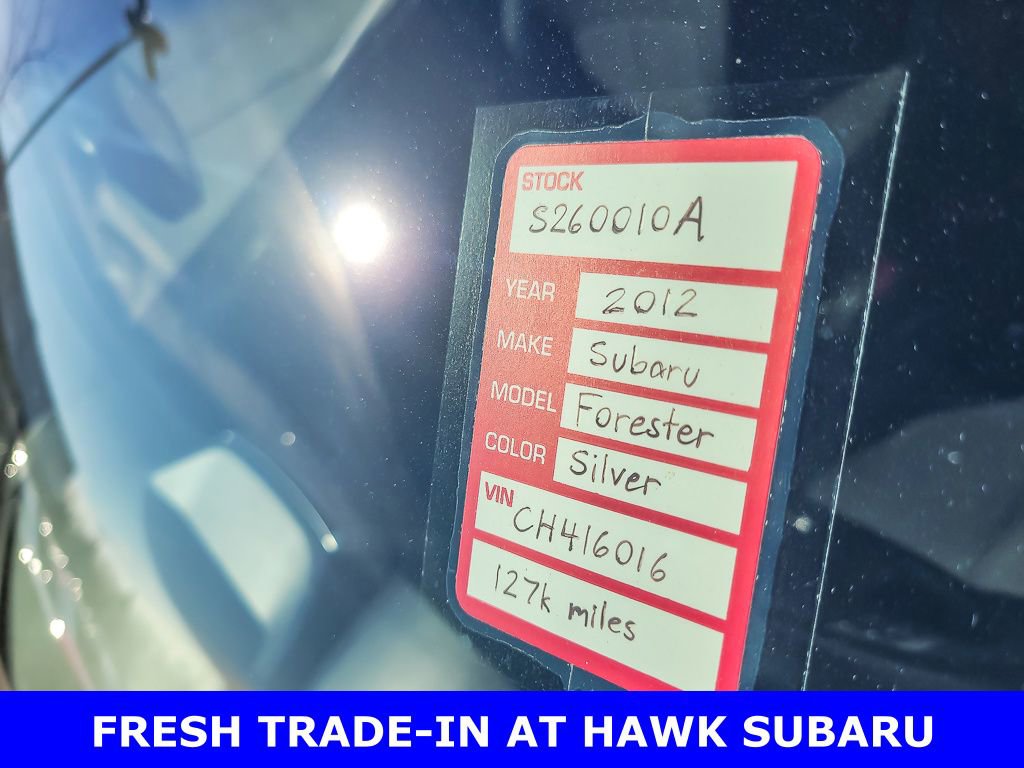 STOCK
S260010A
YEAR 2012
MAKE Subaru
MODEL Forester
COLOR Silver
VIN CH416016
127k miles
FRESH TRADE-IN AT HAWK SUBARU